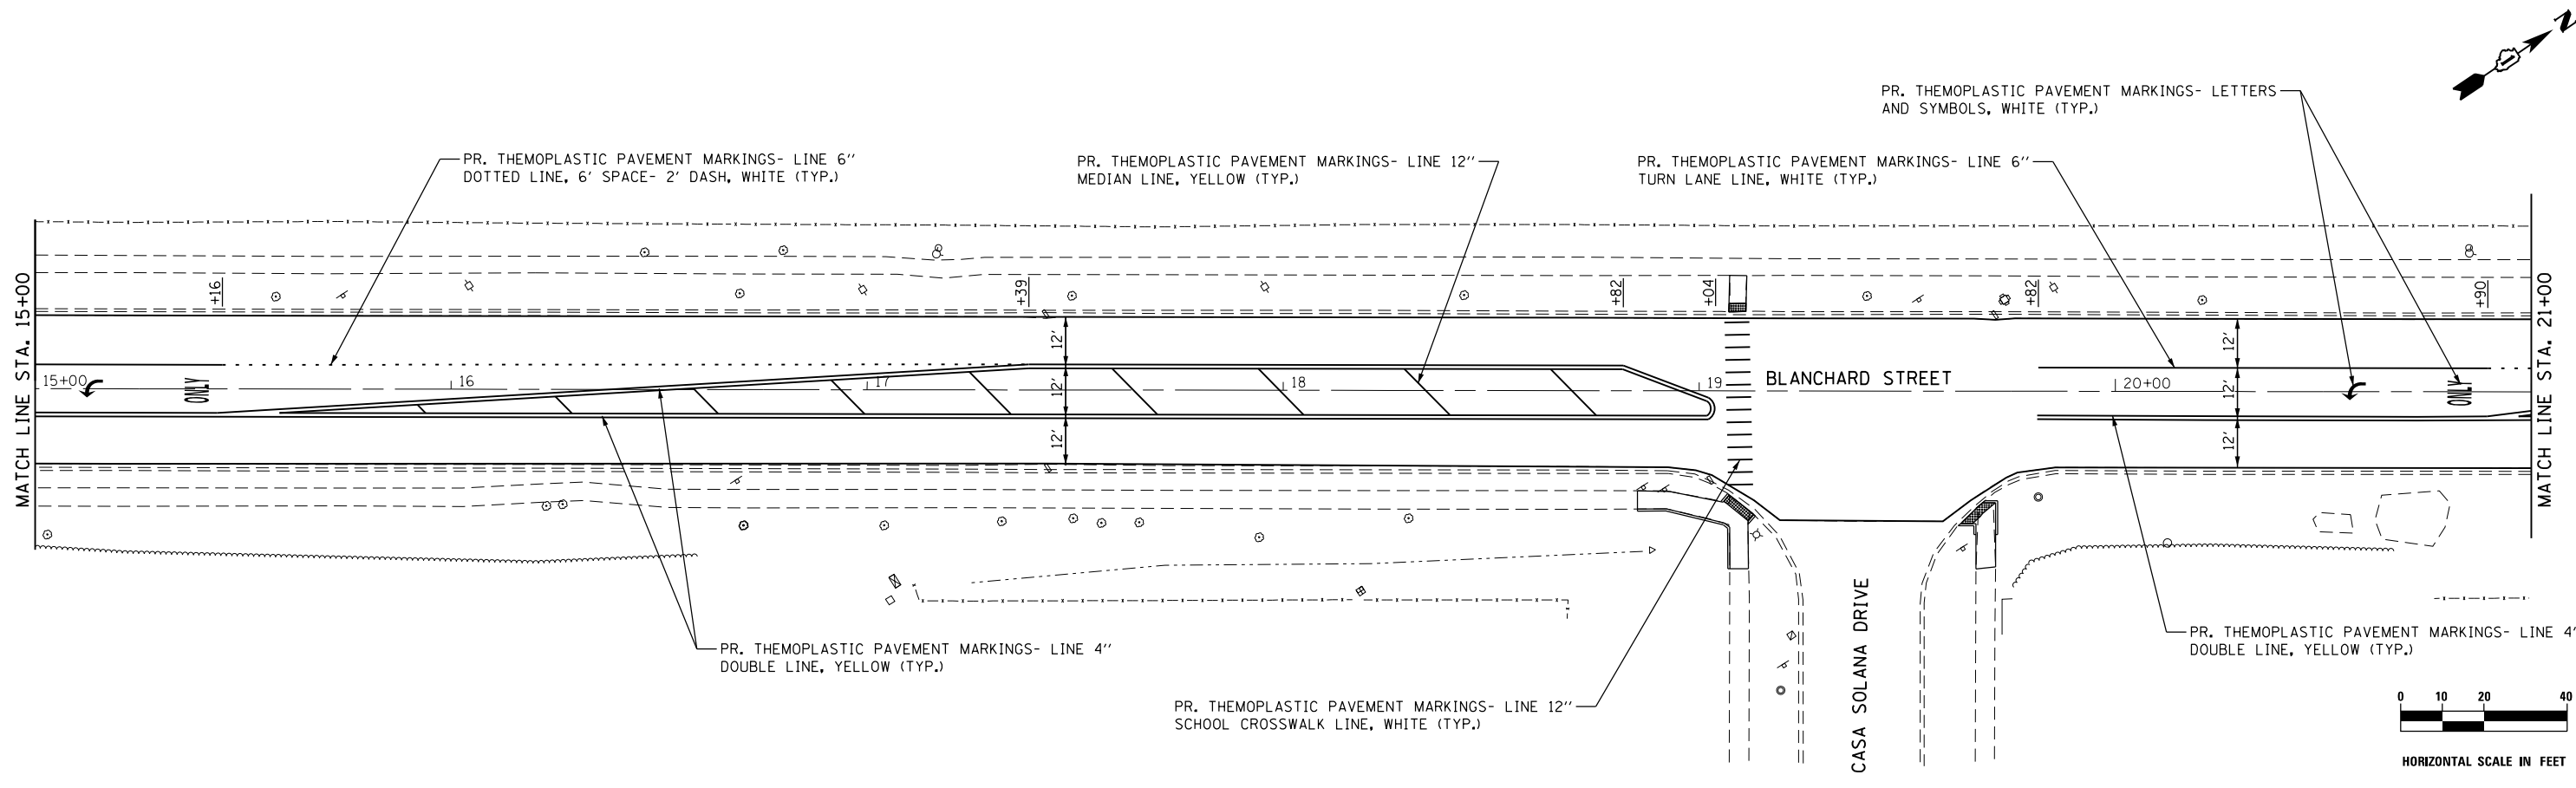 N
PR. THEMOPLASTIC PAVEMENT MARKINGS- LETTERS
AND SYMBOLS, WHITE (TYP.)
PR. THEMOPLASTIC PAVEMENT MARKINGS- LINE 6''
DOTTED LINE, 6' SPACE- 2' DASH, WHITE (TYP.)
PR. THEMOPLASTIC PAVEMENT MARKINGS- LINE 12''
MEDIAN LINE, YELLOW (TYP.)
PR. THEMOPLASTIC PAVEMENT MARKINGS- LINE 6''
TURN LANE LINE, WHITE (TYP.)
MATCH LINE STA. 15+00
+16
+39
+82
+04
+82
+90
MATCH LINE STA. 21+00
12'
12'
12'
12'
12'
12'
15+00
ONLY
16
17
18
19
BLANCHARD STREET
20+00
ONLY
PR. THEMOPLASTIC PAVEMENT MARKINGS- LINE 4''
DOUBLE LINE, YELLOW (TYP.)
PR. THEMOPLASTIC PAVEMENT MARKINGS- LINE 4'
DOUBLE LINE, YELLOW (TYP.)
PR. THEMOPLASTIC PAVEMENT MARKINGS- LINE 12''
SCHOOL CROSSWALK LINE, WHITE (TYP.)
CASA SOLANA DRIVE
0 10 20 40
HORIZONTAL SCALE IN FEET